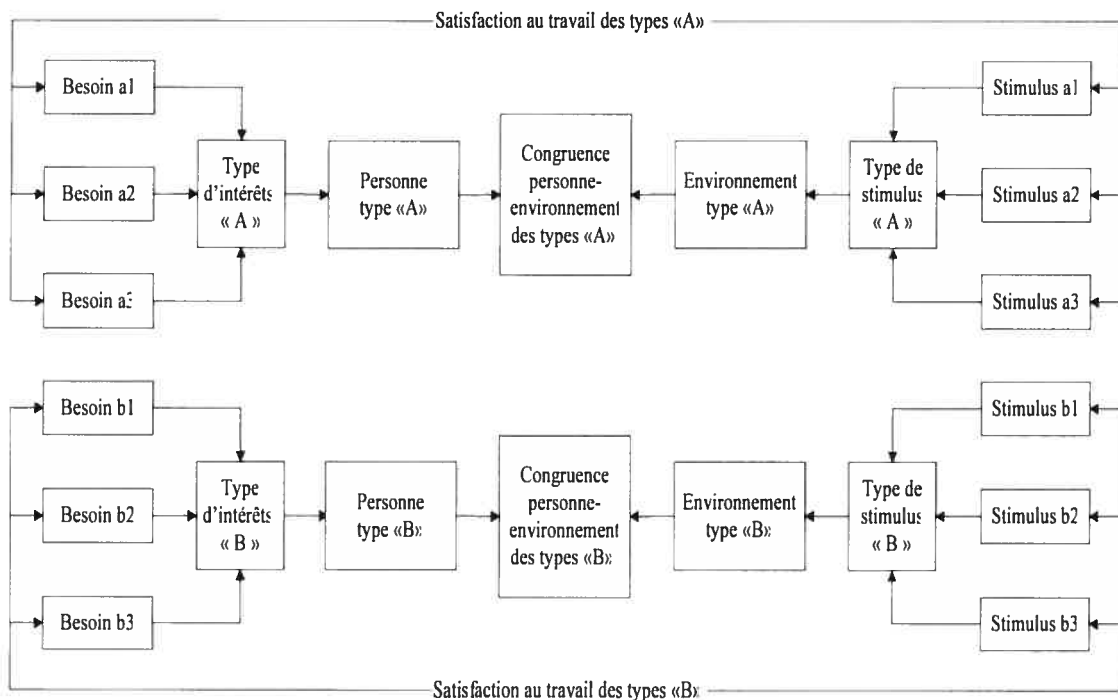 Satisfaction au travail des types «A»
Besoin a1
Stimulus a1
Type
d'intérêts
« A »
Personne
type «A»
Congruence
personne-
environnement
des types «A»
Environnement
type «A»
Type de
stimulus
« A »
Besoin a2
Stimulus a2
Besoin a3
Stimulus a3
Besoin b1
Stimulus b1
Type
d'intérêts
« B »
Personne
type «B»
Congruence
personne-
environnement
des types «B»
Environnement
type «B»
Type de
stimulus
« B »
Besoin b2
Stimulus b2
Besoin b3
Stimulus b3
Satisfaction au travail des types «B»